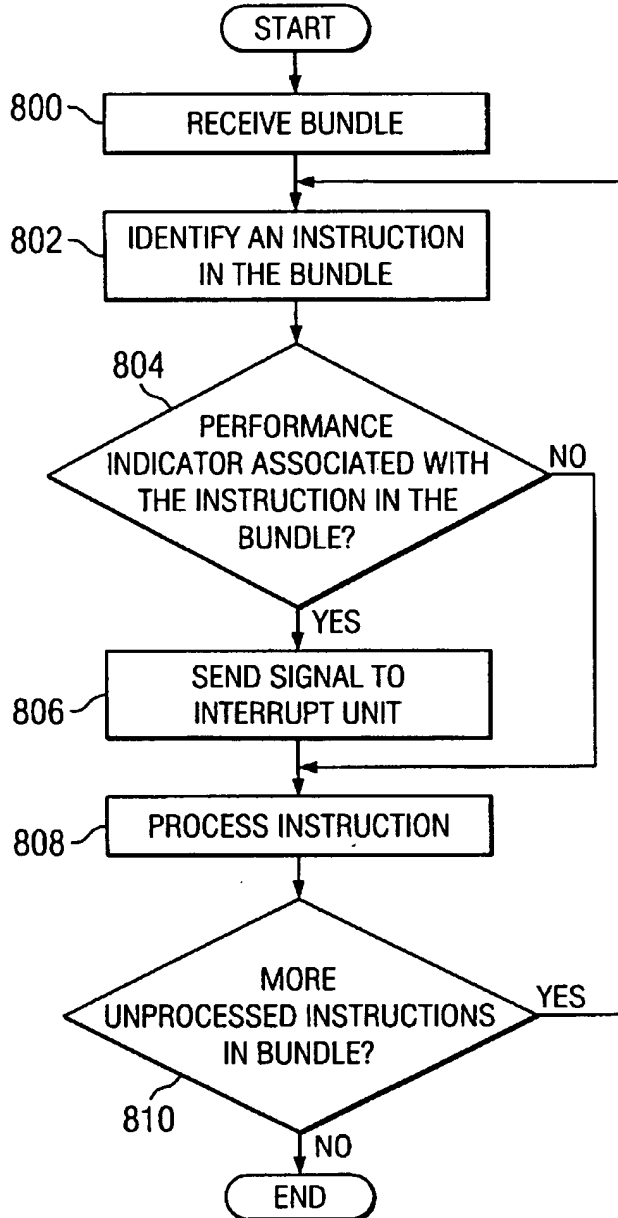 START
800
RECEIVE BUNDLE
802
IDENTIFY AN INSTRUCTION
IN THE BUNDLE
804
PERFORMANCE
INDICATOR ASSOCIATED WITH
THE INSTRUCTION IN THE
BUNDLE?
NO
YES
806
SEND SIGNAL TO
INTERRUPT UNIT
808
PROCESS INSTRUCTION
MORE
UNPROCESSED INSTRUCTIONS
IN BUNDLE?
YES
810
NO
END